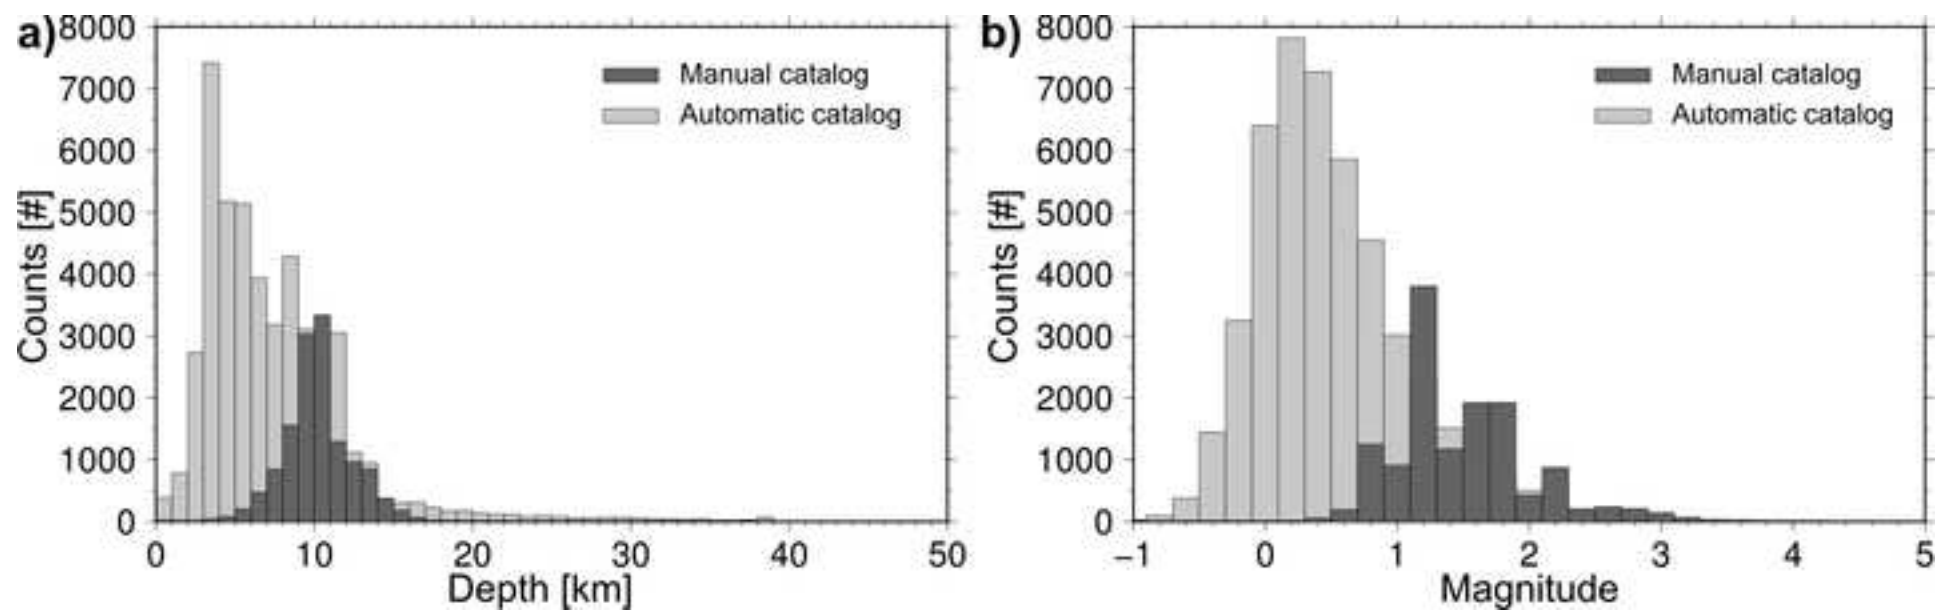 a)
8000
7000
6000
5000
4000
3000
2000
1000
0
Counts [#]
Manual catalog
Automatic catalog
0 10 20 30 40 50
Depth [km]
b)
8000
7000
6000
5000
4000
3000
2000
1000
0
Counts [#]
Manual catalog
Automatic catalog
−1 0 1 2 3 4 5
Magnitude